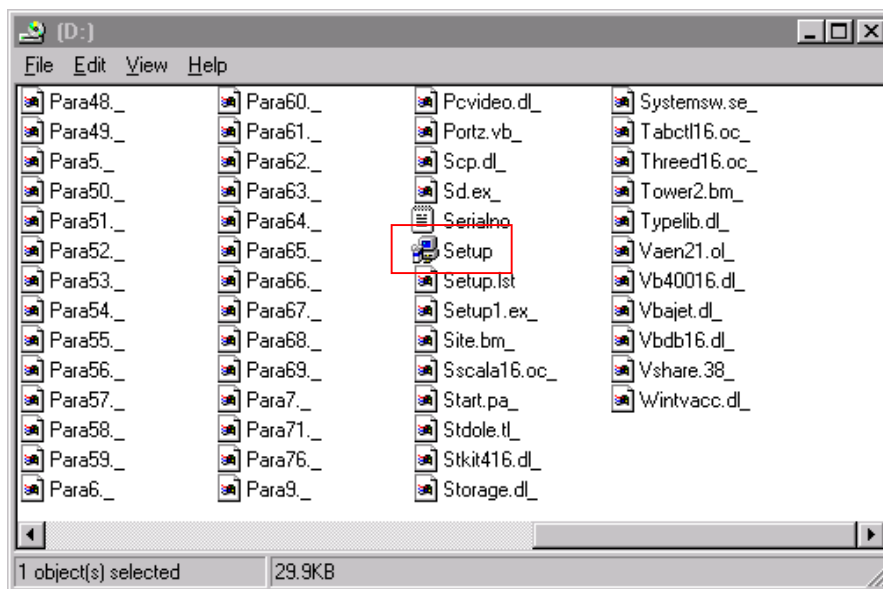 (D:)
File Edit View Help
Para48._
Para49._
Para5._
Para50._
Para51._
Para52._
Para53._
Para54._
Para55._
Para56._
Para57._
Para58._
Para59._
Para6._
Para60._
Para61._
Para62._
Para63._
Para64._
Para65._
Para66._
Para67._
Para68._
Para69._
Para7._
Para71._
Para76._
Para9._
Pcvideo.dl_
Portz.vb_
Scp.dl_
Sd.ex_
Serialno
Setup
Setup.lst
Setup1.ex_
Site.bm_
Sscala16.oc_
Start.pa_
Stdole.tl_
Stkit416.dl_
Storage.dl_
Systemsw.se_
Tabctl16.oc_
Threed16.oc_
Tower2.bm_
Typelib.dl_
Vaen21.ol_
Vb40016.dl_
Vbajet.dl_
Vbdb16.dl_
Vshare.38_
Wintvacc.dl_
1 object(s) selected 29.9KB